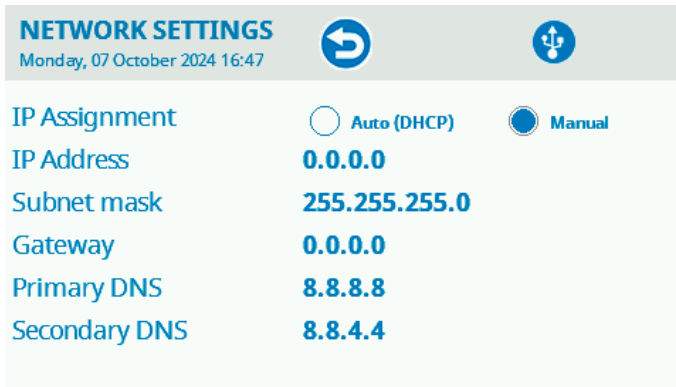 NETWORK SETTINGS
Monday, 07 October 2024 16:47
IP Assignment Auto (DHCP) Manual
IP Address 0.0.0.0
Subnet mask 255.255.255.0
Gateway 0.0.0.0
Primary DNS 8.8.8.8
Secondary DNS 8.8.4.4